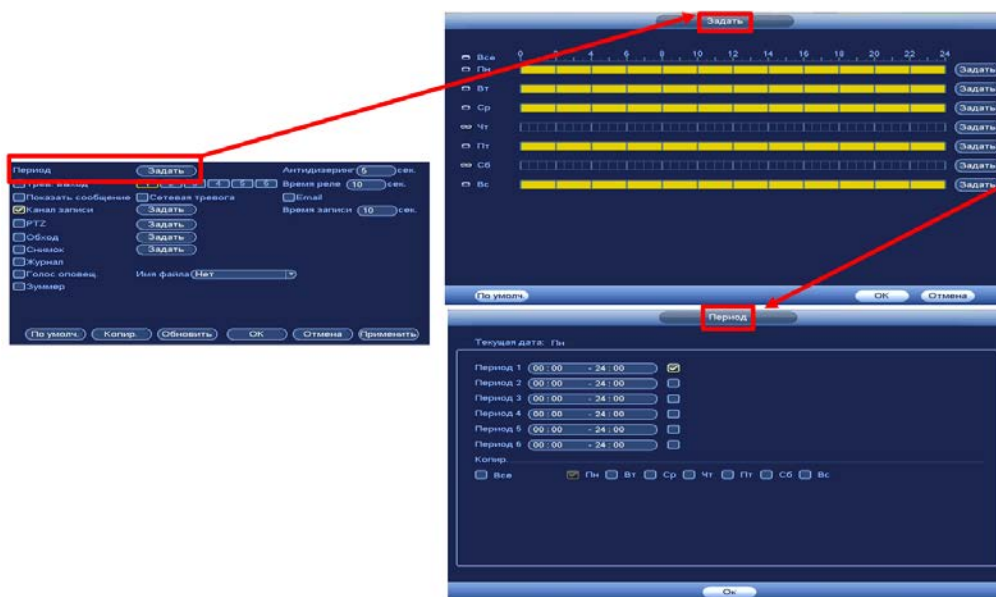 Задать
Все 0 2 4 6 8 10 12 14 16 18 20 22 24
Пн Задать
Вт Задать
Ср Задать
Чт Задать
Пт Задать
Сб Задать
Вс Задать
По умолч. ОК Отмена
Период Задать Антидизеринг 5 сек.
Трев. выход 1 2 3 4 5 6 Время реле 10 сек.
Показать сообщение Сетевая тревога Email
Канал записи Задать Время записи 10 сек.
PTZ Задать
Обход Задать
Снимок Задать
Журнал
Голос оповещ. Имя файла Нет
Зуммер
По умолч. Копир. Обновить ОК Отмена Применить
Период
Текущая дата: Пн
Период 1 00 : 00 - 24 : 00
Период 2 00 : 00 - 24 : 00
Период 3 00 : 00 - 24 : 00
Период 4 00 : 00 - 24 : 00
Период 5 00 : 00 - 24 : 00
Период 6 00 : 00 - 24 : 00
Копир.
Все Пн Вт Ср Чт Пт Сб Вс
Ок